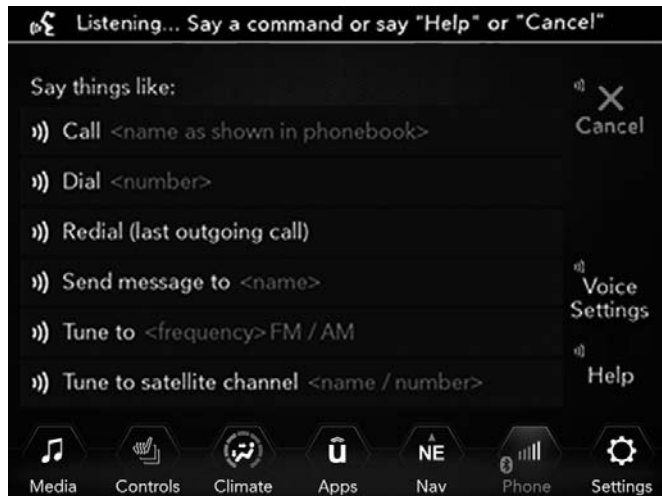 Listening... Say a command or say "Help" or "Cancel"
Say things like:
Cancel
Call <name as shown in phonebook>
Dial <number>
Redial (last outgoing call)
Send message to <name>
Voice
Settings
Tune to <frequency> FM / AM
Help
Tune to satellite channel <name / number>
û
NE
Media Controls Climate Apps Nav Phone Settings